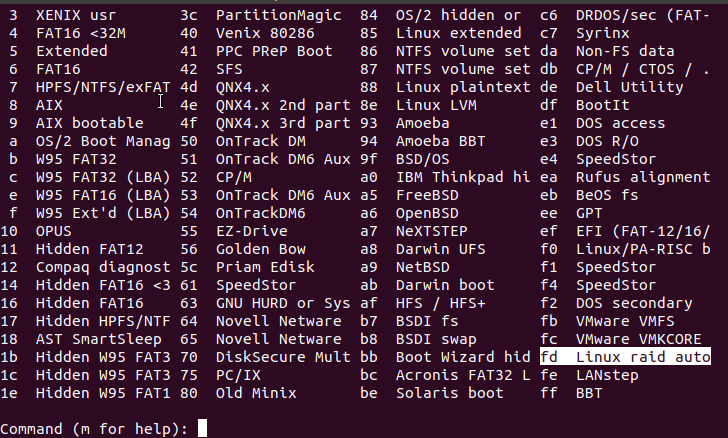 3 XENIX usr 3c PartitionMagic 84 OS/2 hidden or c6 DRDOS/sec (FAT-
4 FAT16 <32M 40 Venix 80286 85 Linux extended c7 Syrinx
5 Extended 41 PPC PReP Boot 86 NTFS volume set da Non-FS data
6 FAT16 42 SFS 87 NTFS volume set db CP/M / CTOS / .
7 HPFS/NTFS/exFAT 4d QNX4.x 88 Linux plaintext de Dell Utility
8 AIX 4e QNX4.x 2nd part 8e Linux LVM df BootIt
9 AIX bootable 4f QNX4.x 3rd part 93 Amoeba e1 DOS access
a OS/2 Boot Manag 50 OnTrack DM 94 Amoeba BBT e3 DOS R/O
b W95 FAT32 51 OnTrack DM6 Aux 9f BSD/OS e4 SpeedStor
c W95 FAT32 (LBA) 52 CP/M a0 IBM Thinkpad hi ea Rufus alignment
e W95 FAT16 (LBA) 53 OnTrack DM6 Aux a5 FreeBSD eb BeOS fs
f W95 Ext'd (LBA) 54 OnTrackDM6 a6 OpenBSD ee GPT
10 OPUS 55 EZ-Drive a7 NeXTSTEP ef EFI (FAT-12/16/
11 Hidden FAT12 56 Golden Bow a8 Darwin UFS f0 Linux/PA-RISC b
12 Compaq diagnost 5c Priam Edisk a9 NetBSD f1 SpeedStor
14 Hidden FAT16 <3 61 SpeedStor ab Darwin boot f4 SpeedStor
16 Hidden FAT16 63 GNU HURD or Sys af HFS / HFS+ f2 DOS secondary
17 Hidden HPFS/NTF 64 Novell Netware b7 BSDI fs fb VMware VMFS
18 AST SmartSleep 65 Novell Netware b8 BSDI swap fc VMware VMKCORE
1b Hidden W95 FAT3 70 DiskSecure Mult bb Boot Wizard hid fd Linux raid auto
1c Hidden W95 FAT3 75 PC/IX bc Acronis FAT32 L fe LANstep
1e Hidden W95 FAT1 80 Old Minix be Solaris boot ff BBT
Command (m for help):